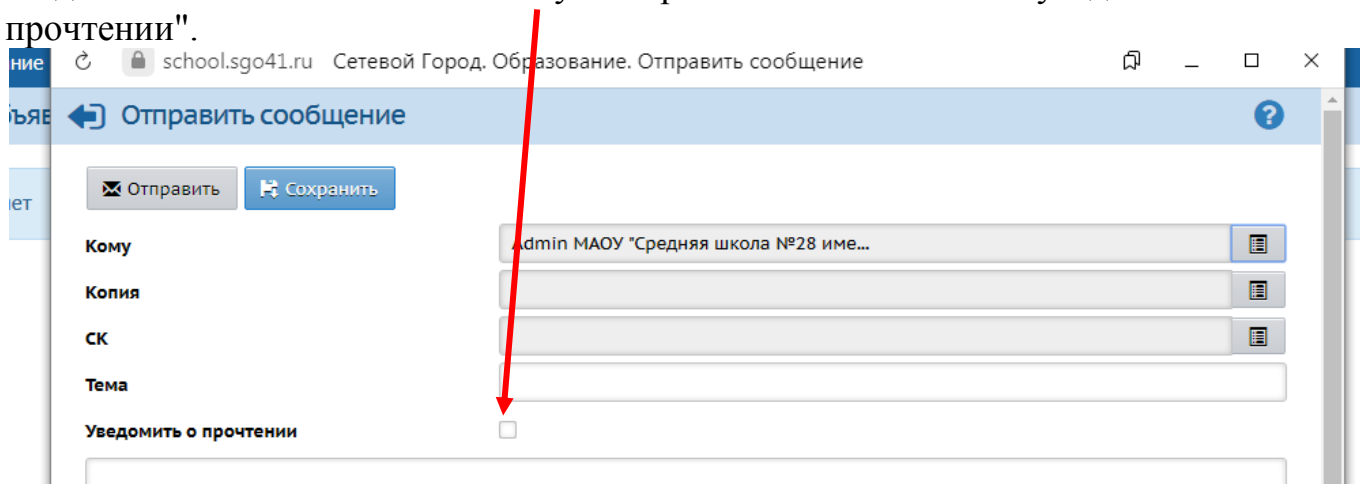 прочтении".
ние
school.sgo41.ru Сетевой Город. Образование. Отправить сообщение
ъяв
Отправить сообщение
Отправить Сохранить
ет
Кому
Admin МАОУ "Средняя школа №28 име...
Копия
СК
Тема
Уведомить о прочтении